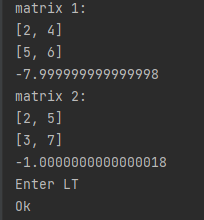 matrix 1:
[2, 4]
[5, 6]
-7.999999999999998
matrix 2:
[2, 5]
[3, 7]
-1.0000000000000018
Enter LT
Ok